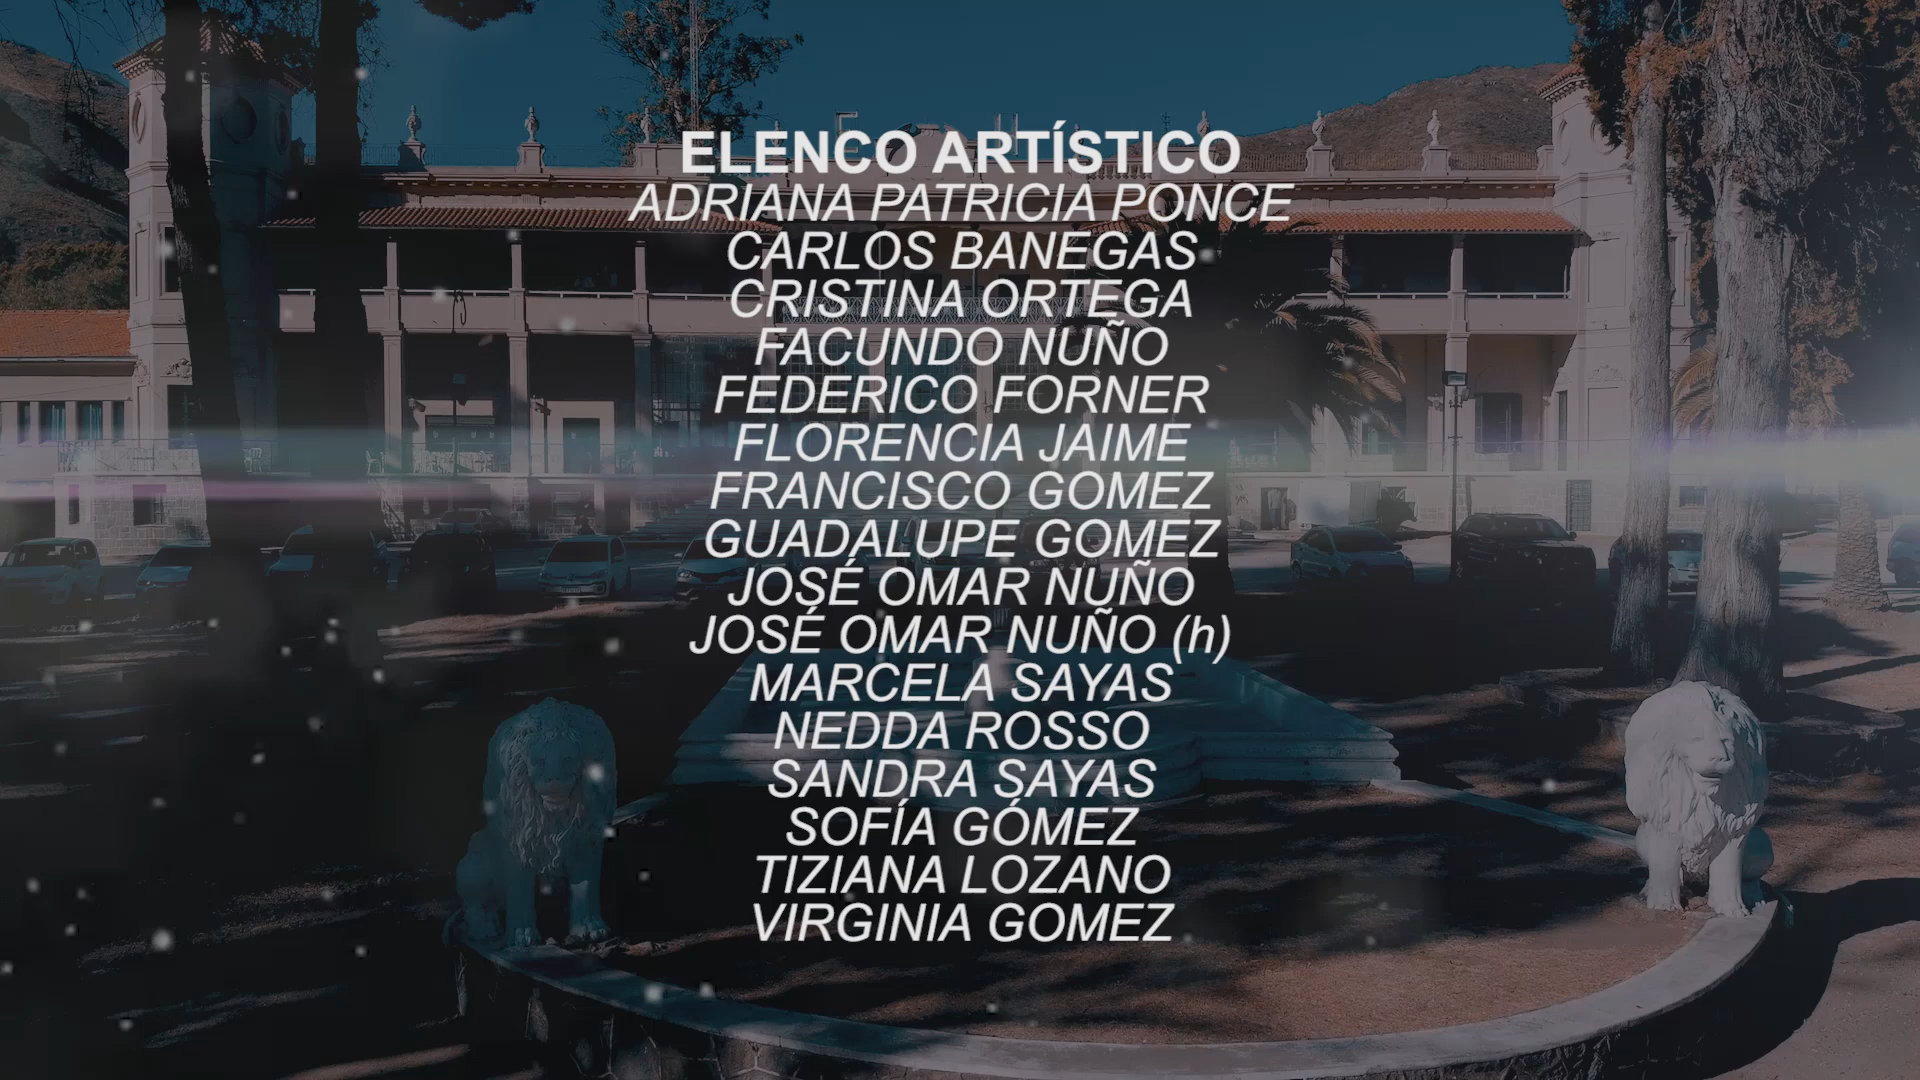 ELENCO ARTÍSTICO
ADRIANA PATRICIA PONCE
CARLOS BANEGAS
CRISTINA ORTEGA
FACUNDO NUÑO
FEDERICO FORNER
FLORENCIA JAIME
FRANCISCO GOMEZ
GUADALUPE GOMEZ
JOSÉ OMAR NUÑO
JOSÉ OMAR NUÑO (h)
MARCELA SAYAS
NEDDA ROSSO
SANDRA SAYAS
SOFÍA GÓMEZ
TIZIANA LOZANO
VIRGINIA GOMEZ